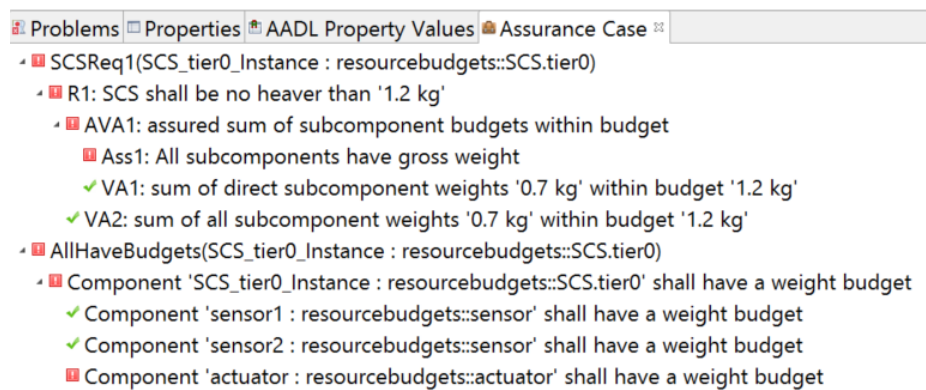 Problems Properties AADL Property Values Assurance Case
SCSReq1(SCS_tier0_Instance : resourcebudgets::SCS.tier0)
R1: SCS shall be no heaver than '1.2 kg'
AVA1: assured sum of subcomponent budgets within budget
Ass1: All subcomponents have gross weight
VA1: sum of direct subcomponent weights '0.7 kg' within budget '1.2 kg'
VA2: sum of all subcomponent weights '0.7 kg' within budget '1.2 kg'
AllHaveBudgets(SCS_tier0_Instance : resourcebudgets::SCS.tier0)
Component 'SCS_tier0_Instance : resourcebudgets::SCS.tier0' shall have a weight budget
Component 'sensor1 : resourcebudgets::sensor' shall have a weight budget
Component 'sensor2 : resourcebudgets::sensor' shall have a weight budget
Component 'actuator : resourcebudgets::actuator' shall have a weight budget